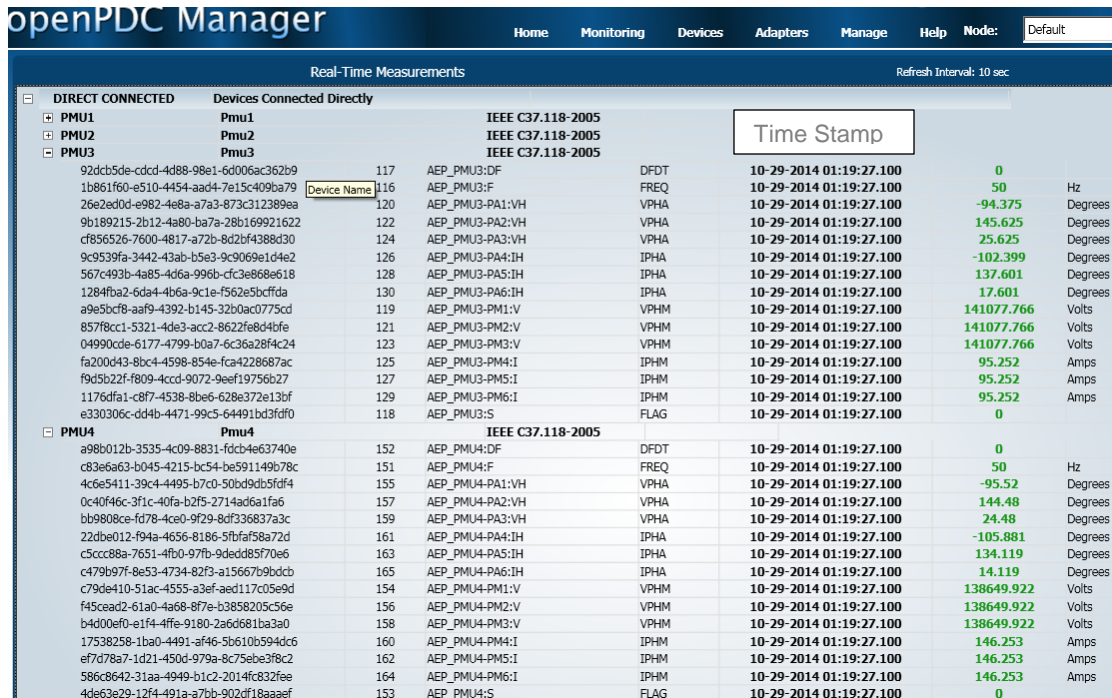 openPDC Manager
Home Monitoring Devices Adapters Manage Help Node: Default
Real-Time Measurements Refresh Interval: 10 sec
DIRECT CONNECTED Devices Connected Directly
PMU1 Pmu1 IEEE C37.118-2005
Time Stamp
PMU2 Pmu2 IEEE C37.118-2005
PMU3 Pmu3 IEEE C37.118-2005
92dcb5de-cdcd-4d88-98e1-6d006ac362b9 117 AEP_PMU3:DF DFDT 10-29-2014 01:19:27.100 0
1b861f60-e510-4454-aad4-7e15c409ba79 Device Name 116 AEP_PMU3:F FREQ 10-29-2014 01:19:27.100 50 Hz
26e2ed0d-e982-4e8a-a7a3-873c312389ea 120 AEP_PMU3-PA1:VH VPHA 10-29-2014 01:19:27.100 -94.375 Degrees
9b189215-2b12-4a80-ba7a-28b169921622 122 AEP_PMU3-PA2:VH VPHA 10-29-2014 01:19:27.100 145.625 Degrees
cf856526-7600-4817-a72b-8d2bf4388d30 124 AEP_PMU3-PA3:VH VPHA 10-29-2014 01:19:27.100 25.625 Degrees
9c9539fa-3442-43ab-b5e3-9c9069e1d4e2 126 AEP_PMU3-PA4:IH IPHA 10-29-2014 01:19:27.100 -102.399 Degrees
567c493b-4a85-4d6a-996b-cfc3e868e618 128 AEP_PMU3-PA5:IH IPHA 10-29-2014 01:19:27.100 137.601 Degrees
1284fba2-6da4-4b6a-9c1e-f562e5bcffda 130 AEP_PMU3-PA6:IH IPHA 10-29-2014 01:19:27.100 17.601 Degrees
a9e5bcf8-aaf9-4392-b145-32b0ac0775cd 119 AEP_PMU3-PM1:V VPHM 10-29-2014 01:19:27.100 141077.766 Volts
857f8cc1-5321-4de3-acc2-8622fe8d4bfe 121 AEP_PMU3-PM2:V VPHM 10-29-2014 01:19:27.100 141077.766 Volts
04990cde-6177-4799-b0a7-6c36a28f4c24 123 AEP_PMU3-PM3:V VPHM 10-29-2014 01:19:27.100 141077.766 Volts
fa200d43-8bc4-4598-854e-fca4228687ac 125 AEP_PMU3-PM4:I IPHM 10-29-2014 01:19:27.100 95.252 Amps
f9d5b22f-f809-4ccd-9072-9eef19756b27 127 AEP_PMU3-PM5:I IPHM 10-29-2014 01:19:27.100 95.252 Amps
1176dfa1-c8f7-4538-8be6-628e372e13bf 129 AEP_PMU3-PM6:I IPHM 10-29-2014 01:19:27.100 95.252 Amps
e330306c-dd4b-4471-99c5-64491bd3fdf0 118 AEP_PMU3:S FLAG 10-29-2014 01:19:27.100 0
PMU4 Pmu4 IEEE C37.118-2005
a98b012b-3535-4c09-8831-fdcb4e63740e 152 AEP_PMU4:DF DFDT 10-29-2014 01:19:27.100 0
c83e6a63-b045-4215-bc54-be591149b78c 151 AEP_PMU4:F FREQ 10-29-2014 01:19:27.100 50 Hz
4c6e5411-39c4-4495-b7c0-50bd9db5fdf4 155 AEP_PMU4-PA1:VH VPHA 10-29-2014 01:19:27.100 -95.52 Degrees
0c40f46c-3f1c-40fa-b2f5-2714ad6a1fa6 157 AEP_PMU4-PA2:VH VPHA 10-29-2014 01:19:27.100 144.48 Degrees
bb9808ce-fd78-4ce0-9f29-8df336837a3c 159 AEP_PMU4-PA3:VH VPHA 10-29-2014 01:19:27.100 24.48 Degrees
22dbe012-f94a-4656-8186-5fbfaf58a72d 161 AEP_PMU4-PA4:IH IPHA 10-29-2014 01:19:27.100 -105.881 Degrees
c5ccc88a-7651-4fb0-97fb-9dedd85f70e6 163 AEP_PMU4-PA5:IH IPHA 10-29-2014 01:19:27.100 134.119 Degrees
c479b97f-8e53-4734-82f3-a15667b9bdcb 165 AEP_PMU4-PA6:IH IPHA 10-29-2014 01:19:27.100 14.119 Degrees
c79de410-51ac-4555-a3ef-aed117c05e9d 154 AEP_PMU4-PM1:V VPHM 10-29-2014 01:19:27.100 138649.922 Volts
f45cead2-61a0-4a68-8f7e-b3858205c56e 156 AEP_PMU4-PM2:V VPHM 10-29-2014 01:19:27.100 138649.922 Volts
b4d00ef0-e1f4-4ffe-9180-2a6d681ba3a0 158 AEP_PMU4-PM3:V VPHM 10-29-2014 01:19:27.100 138649.922 Volts
17538258-1ba0-4491-af46-5b610b594dc6 160 AEP_PMU4-PM4:I IPHM 10-29-2014 01:19:27.100 146.253 Amps
ef7d78a7-1d21-450d-979a-8c75ebe3f8c2 162 AEP_PMU4-PM5:I IPHM 10-29-2014 01:19:27.100 146.253 Amps
586c8642-31aa-4949-b1c2-2014fc832fee 164 AEP_PMU4-PM6:I IPHM 10-29-2014 01:19:27.100 146.253 Amps
4de63e29-12f4-491a-a7bb-902df18aaaef 153 AEP_PMU4:S FLAG 10-29-2014 01:19:27.100 0